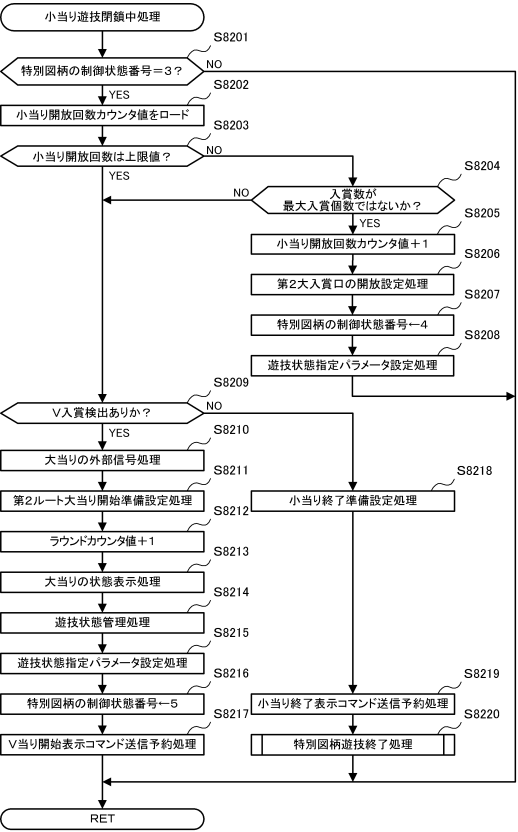 小当り遊技閉鎖中処理
S8201
特別図柄の制御状態番号＝3？
NO
YES
S8202
小当り開放回数カウンタ値をロード
S8203
小当り開放回数は上限値？
NO
YES
S8204
入賞数が
最大入賞個数ではないか？
NO
YES
S8205
小当り開放回数カウンタ値＋1
S8206
第2大入賞口の開放設定処理
S8207
特別図柄の制御状態番号←4
S8208
遊技状態指定パラメータ設定処理
S8209
V入賞検出ありか？
NO
YES
S8210
大当りの外部信号処理
S8211
第2ルート大当り開始準備設定処理
S8212
ラウンドカウンタ値＋1
S8213
大当りの状態表示処理
S8214
遊技状態管理処理
S8215
遊技状態指定パラメータ設定処理
S8216
特別図柄の制御状態番号←5
S8217
V当り開始表示コマンド送信予約処理
S8218
小当り終了準備設定処理
S8219
小当り終了表示コマンド送信予約処理
S8220
特別図柄遊技終了処理
RET